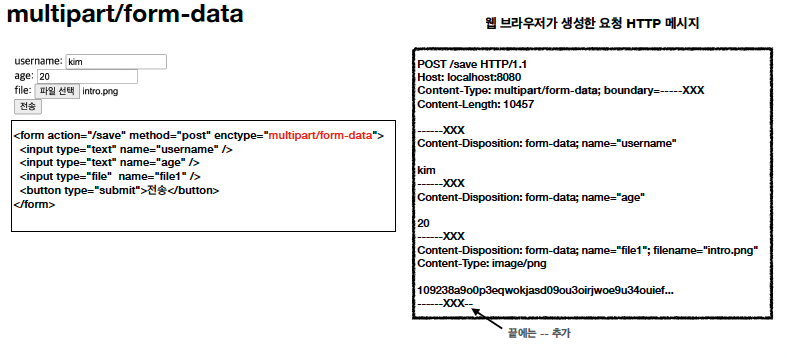 multipart/form-data
username: kim
age: 20
file: 파일 선택 intro.png
전송
<form action="/save" method="post" enctype="multipart/form-data">
<input type="text" name="username" />
<input type="text" name="age" />
<input type="file" name="file1" />
<button type="submit">전송</button>
</form>
웹 브라우저가 생성한 요청 HTTP 메시지
POST /save HTTP/1.1
Host: localhost:8080
Content-Type: multipart/form-data; boundary=-----XXX
Content-Length: 10457
------XXX
Content-Disposition: form-data; name="username"
kim
------XXX
Content-Disposition: form-data; name="age"
20
------XXX
Content-Disposition: form-data; name="file1"; filename="intro.png"
Content-Type: image/png
109238a9o0p3eqwokjasd09ou3oirjwoe9u34ouief...
------XXX--
끝에는 -- 추가